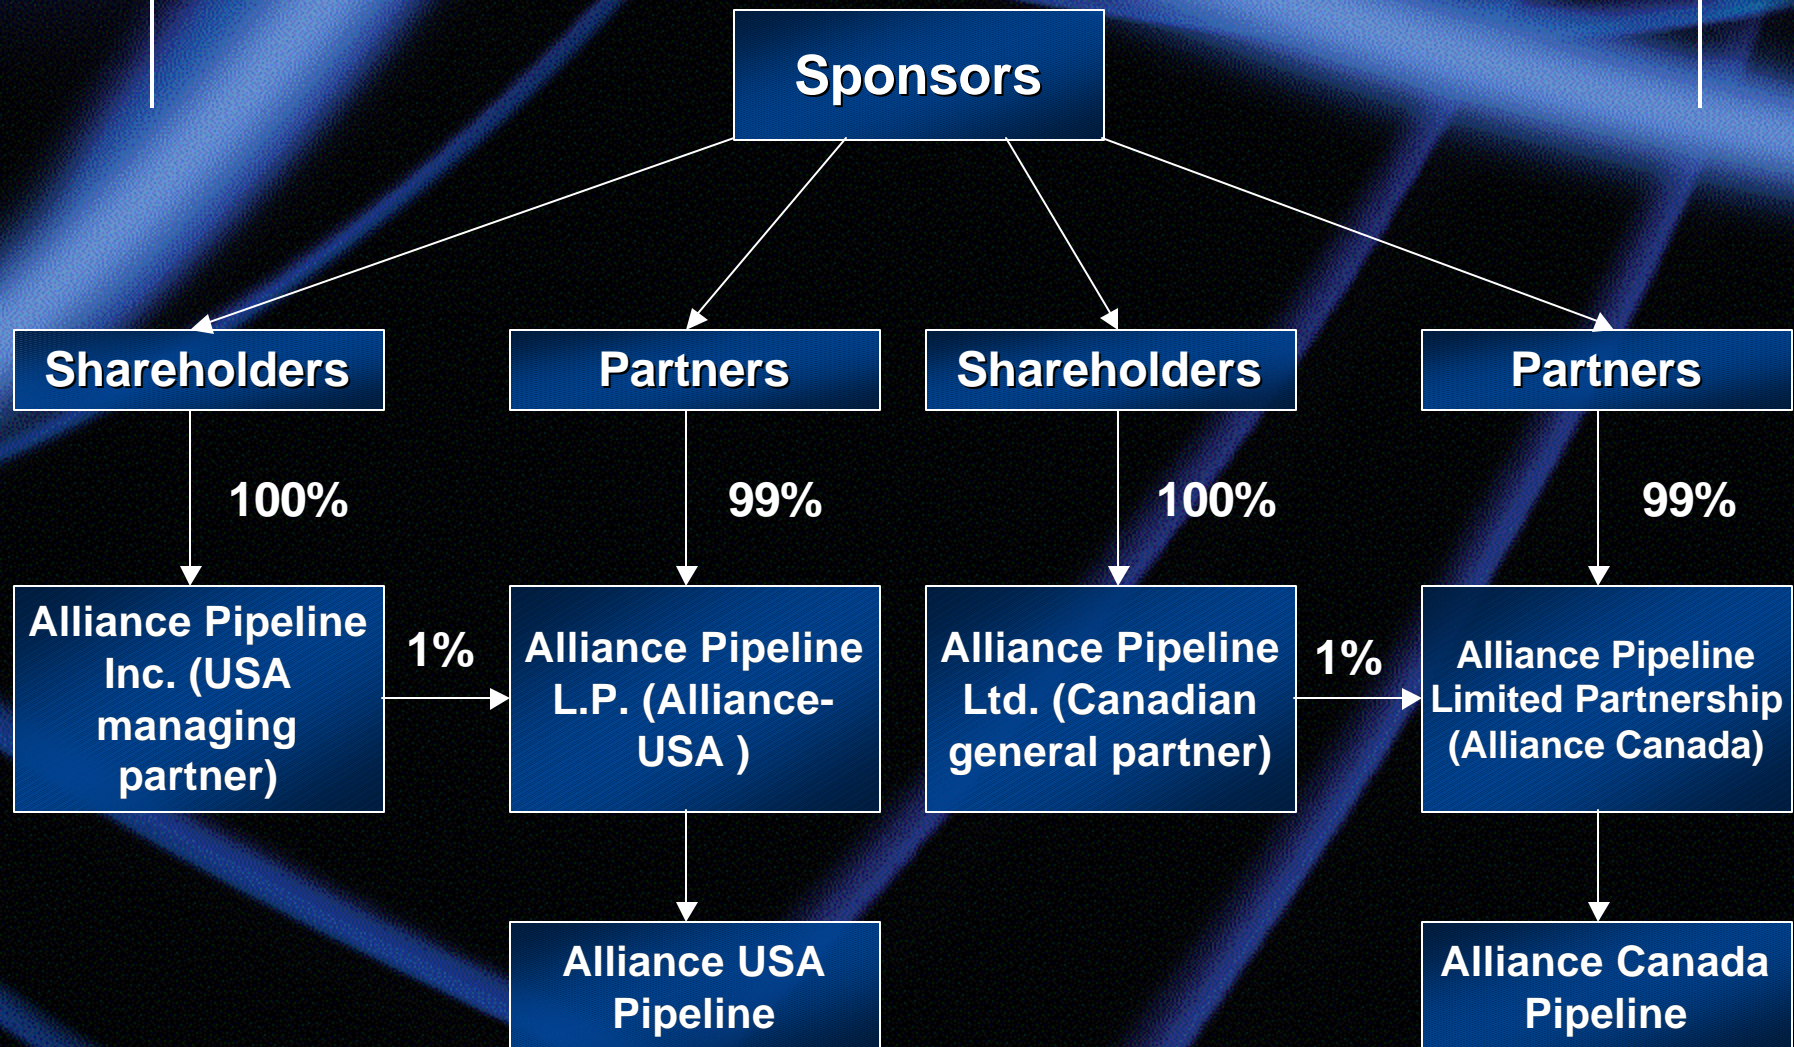 Sponsors
Shareholders
Partners
Shareholders
Partners
100%
99%
100%
99%
Alliance Pipeline
Inc. (USA
managing
partner)
1%
Alliance Pipeline
L.P. (Alliance-
USA )
Alliance Pipeline
Ltd. (Canadian
general partner)
1%
Alliance Pipeline
Limited Partnership
(Alliance Canada)
Alliance USA
Pipeline
Alliance Canada
Pipeline